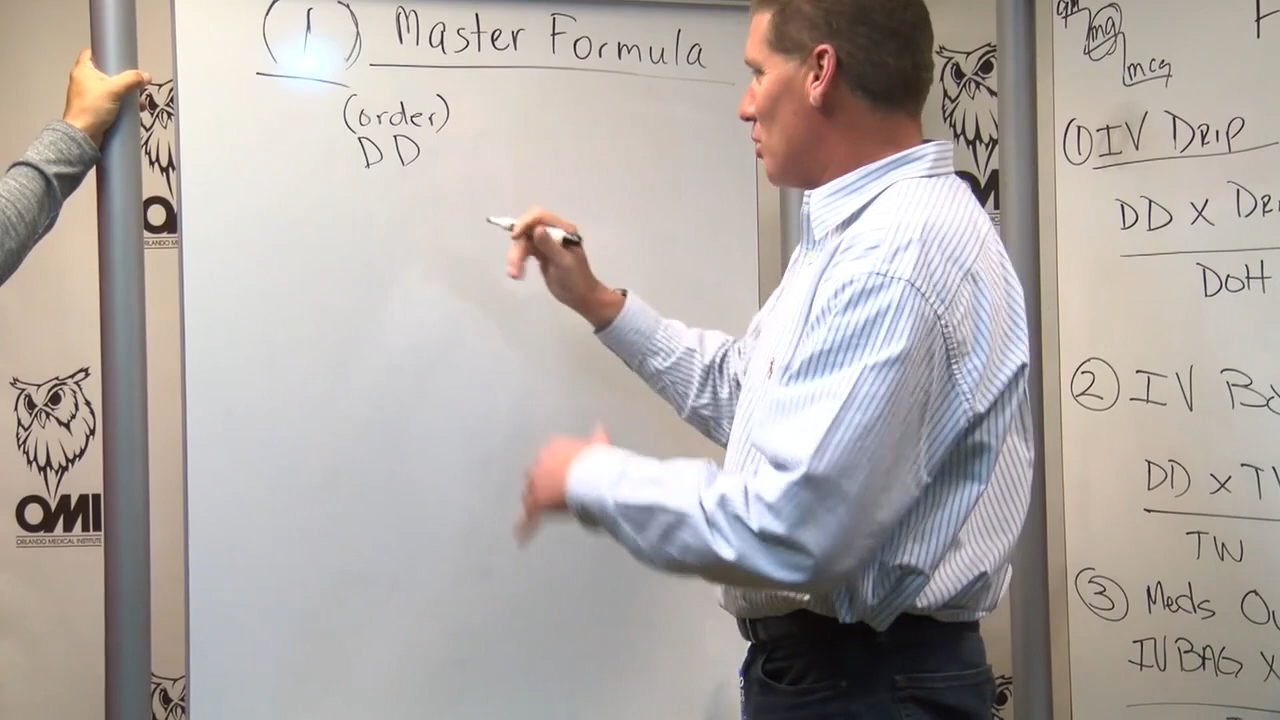 (1) Master Formula
(order)
DD
OMI
ORLANDO MEDICAL INSTITUTE
mg
mcg
① IV DRIP
DD X
DOH
② IV
DD X
TW
③ Meds
IV BAG X